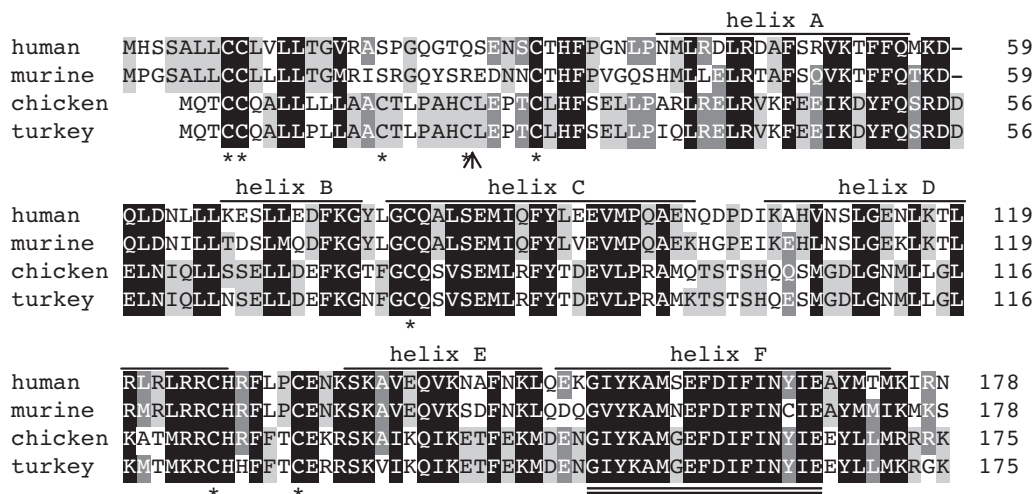 helix A
human MHSSALLCCLVLLTGVRASPGQGTQSENSCTHFPGNLPNMLRDLRDAFSRVKTFFQMKD- 59
murine MPGSALLCCLLLLTGMRISRGQYSREDNNCTHFPVGQSHMLLELRTAFSQVKTFFQTKD- 59
chicken MQTCCQALLLLLAACTLPAHCLEPTCLHFSELLPARLRELRVKFEEIKDYFQSRDD 56
turkey MQTCCQALLPLLAACTLPAHCLEPTCLHFSELLPIQLRELRVKFEEIKDYFQSRDD 56
** * *↑ *
helix B helix C helix D
human QLDNLLLKESLLEDFKGYLGCQALSEMIQFYLEEVMPQAENQDPDIKAHVNSLGENLKTL 119
murine QLDNILLTDSLMQDFKGYLGCQALSEMIQFYLVEVMPQAEKHGPEIKEHLNSLGEKLKTL 119
chicken ELNIQLLSSELLDEFKGTFGCQSVSEMLRFYTDEVLPRAMQTSTSHQQSMGDLGNMLLGL 116
turkey ELNIQLLNSELLDEFKGNFGCQSVSEMLRFYTDEVLPRAMKTSTSHQESMGDLGNMLLGL 116
*
helix E helix F
human RLRLRRCHRFLPCENKSKAVEQVKNAFNKLQEKGIYKAMSEFDIFINYIEAYMTMKIRN 178
murine RMRLRRCHRFLPCENKSKAVEQVKSDFNKLQDQGVYKAMNEFDIFINCIEAYMMIKMKS 178
chicken KATMRRCHRFFTCEKRSKAIKQIKETFEKMDENGIYKAMGEFDIFINYIEEYLLMRRRK 175
turkey KMTMKRCHHFFTCERRSKVIKQIKETFEKMDENGIYKAMGEFDIFINYIEEYLLMKRGK 175
* *